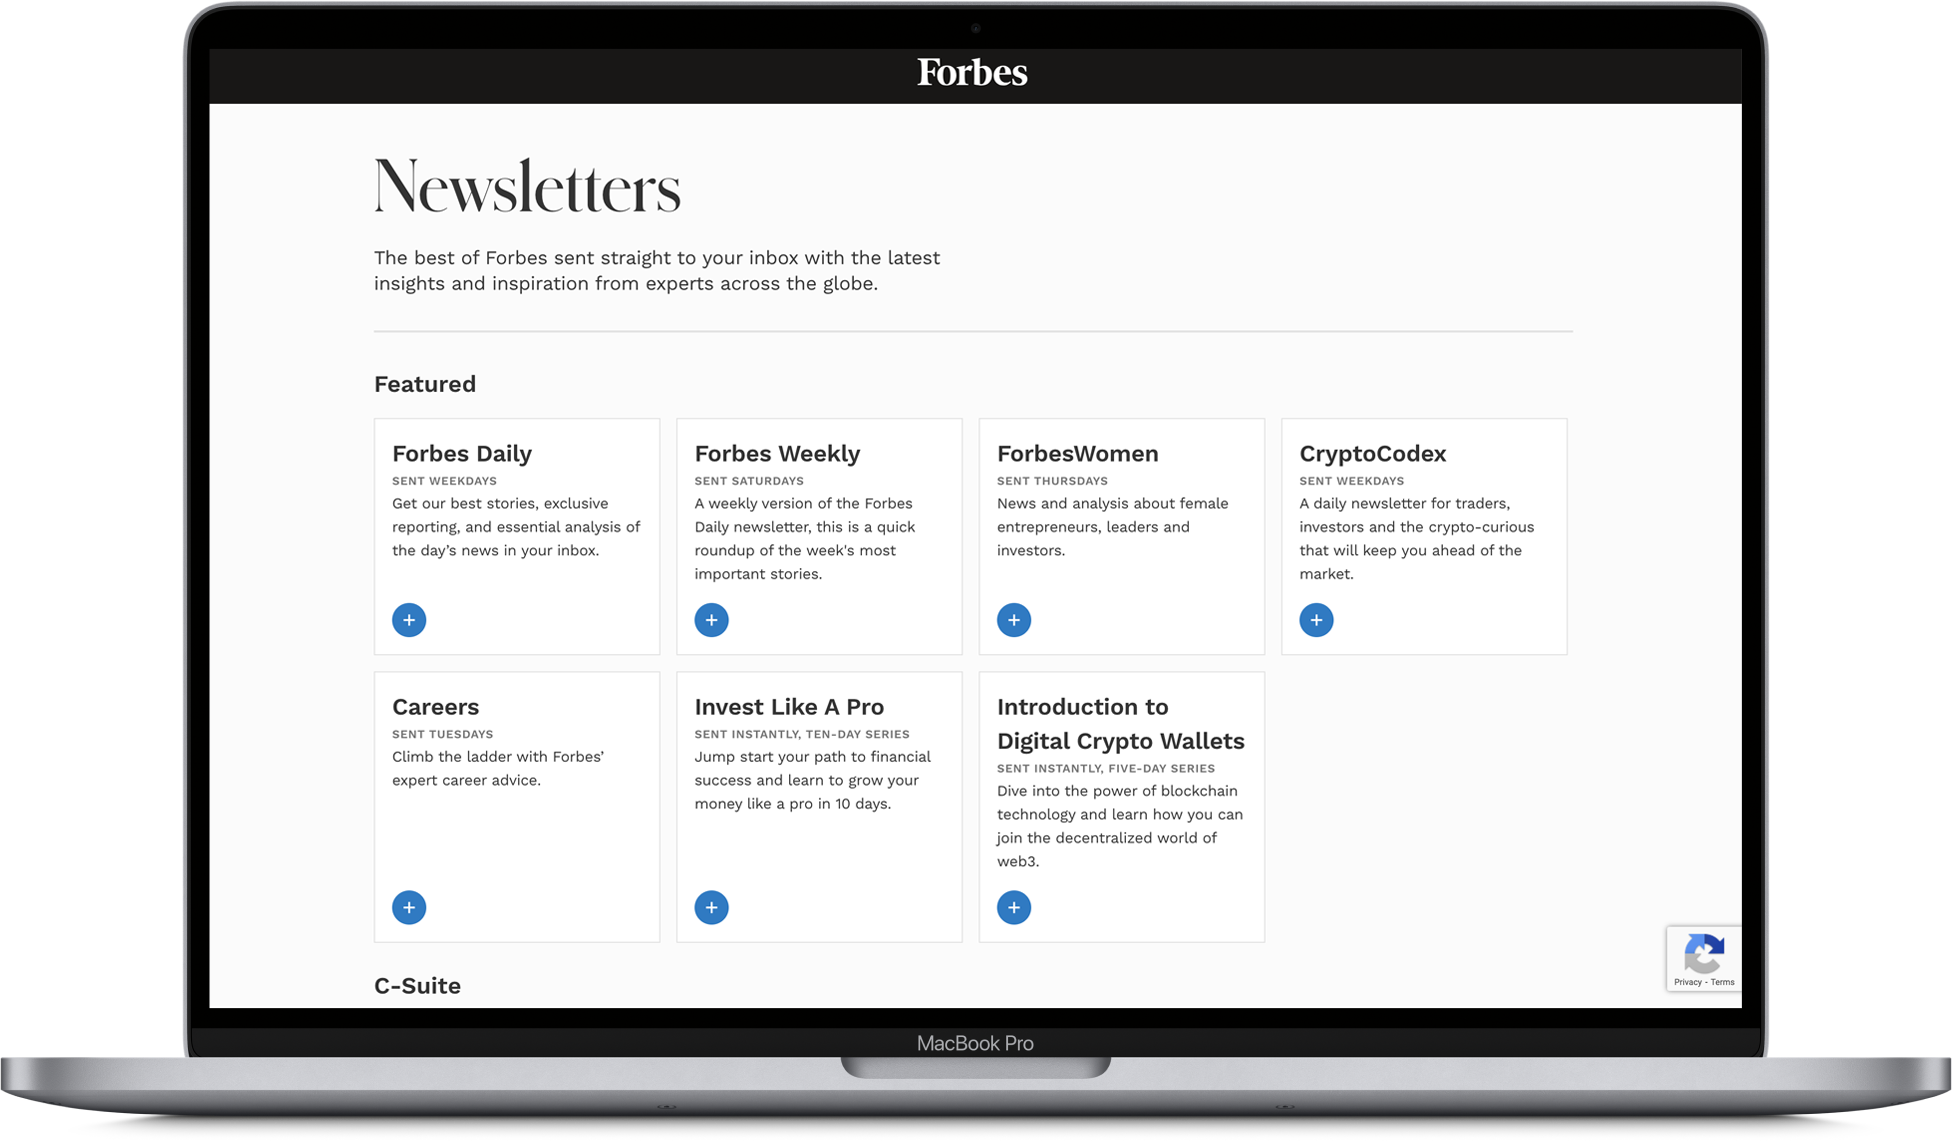 Forbes
Newsletters
The best of Forbes sent straight to your inbox with the latest
insights and inspiration from experts across the globe.
Featured
Forbes Daily
SENT WEEKDAYS
Get our best stories, exclusive
reporting, and essential analysis of
the day’s news in your inbox.
+
Forbes Weekly
SENT SATURDAYS
A weekly version of the Forbes
Daily newsletter, this is a quick
roundup of the week's most
important stories.
+
ForbesWomen
SENT THURSDAYS
News and analysis about female
entrepreneurs, leaders and
investors.
+
CryptoCodex
SENT WEEKDAYS
A daily newsletter for traders,
investors and the crypto-curious
that will keep you ahead of the
market.
+
Careers
SENT TUESDAYS
Climb the ladder with Forbes’
expert career advice.
+
Invest Like A Pro
SENT INSTANTLY, TEN-DAY SERIES
Jump start your path to financial
success and learn to grow your
money like a pro in 10 days.
+
Introduction to
Digital Crypto Wallets
SENT INSTANTLY, FIVE-DAY SERIES
Dive into the power of blockchain
technology and learn how you can
join the decentralized world of
web3.
+
C-Suite
Privacy - Terms
MacBook Pro